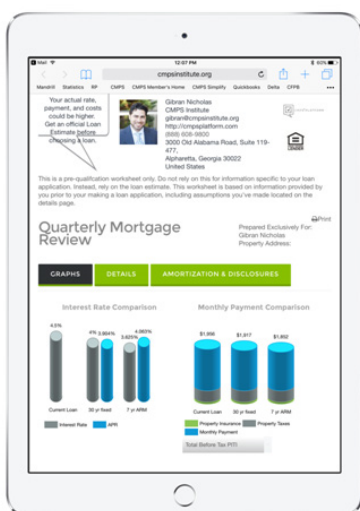 Mail
12:07 PM
60%
cmpsinstitute.org
Mandrill Statistics RP CMPS CMPS Member's Home CMPS Simplify Quickbooks Delta CFPB
Your actual rate,
payment, and costs
could be higher.
Get an official Loan
Estimate before
choosing a loan.
Gibran Nicholas
CMPS Institute
gibran@cmpsinstitute.org
http://cmpsplatform.com
(888) 608-9800
3000 Old Alabama Road, Suite 119-
477,
Alpharetta, Georgia 30022
United States
This is a pre-qualifcation worksheet only, Do not rely on this for information specific to your loan
application. Instead, rely on the loan estimate. This worksheet is based on information provided by
you prior to your making a loan application, including assumptions you've made located on the
details page.
Print
Quarterly Mortgage
Review
Prepared Exclusively For:
Gibran Nicholas
Property Address:
GRAPHS DETAILS AMORTIZATION & DISCLOSURES
Interest Rate Comparison
4.5%
4% 3.984%
3.625% 4.883%
Current Loan 30 yr fixed 7 yr ARM
Interest Rate APR
Monthly Payment Comparison
$1,956 $1,917 $1,852
Current Loan 30 yr fixed 7 yr ARM
Property Insurance Property Taxes
Monthly Payment
Total Before Tax PITI